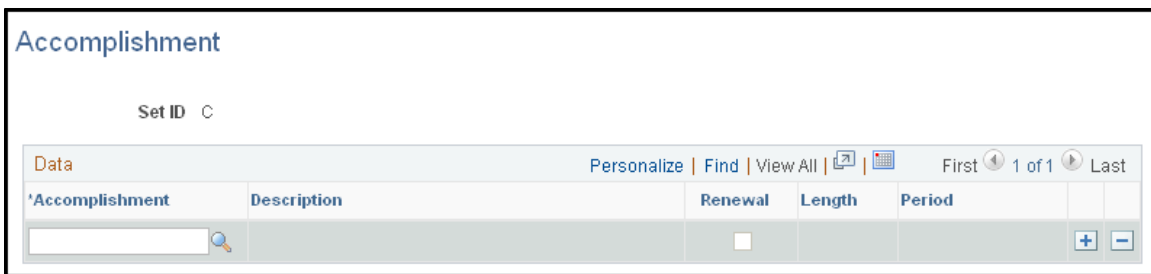 Accomplishment
Set ID C
Data Personalize | Find | View All | | First 1 of 1 Last
*Accomplishment Description Renewal Length Period